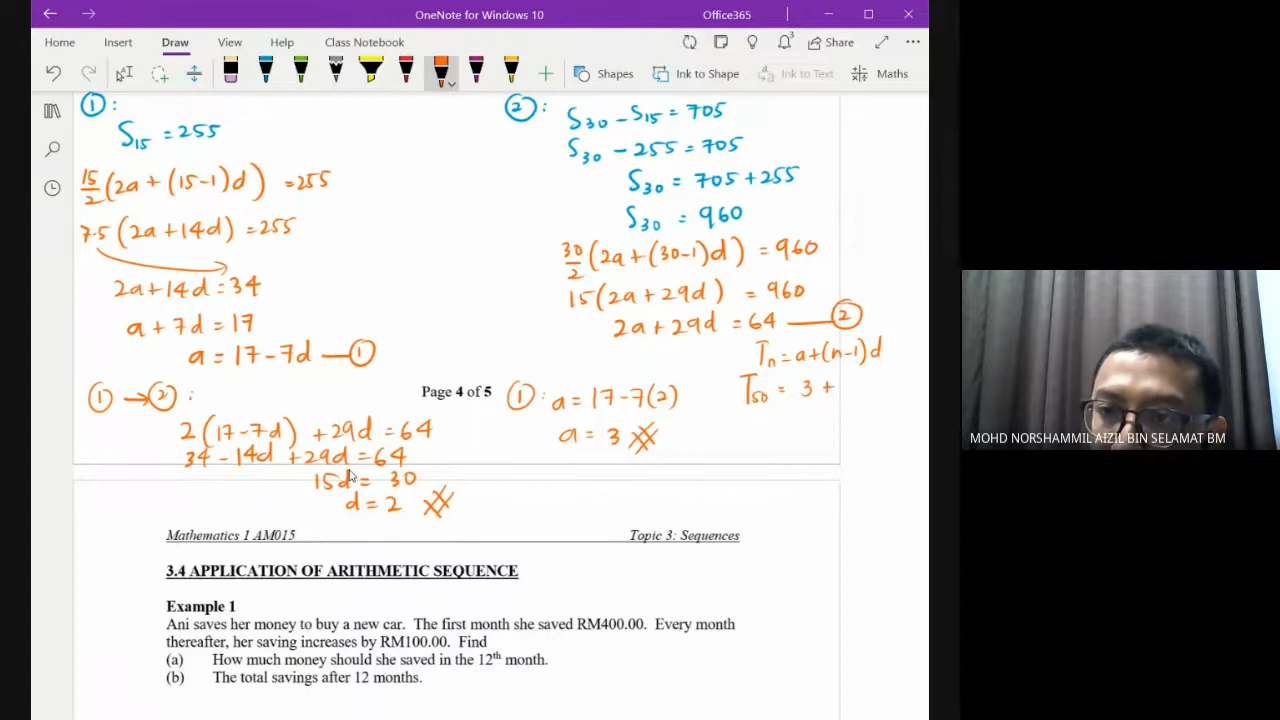 OneNote for Windows 10
Office365
Home Insert Draw View Help Class Notebook
3
Share
Shapes
Ink to Shape
Ink to Text
Maths
① :
S₁₅ = 255
15/2 (2a + (15-1)d) = 255
7.5 (2a + 14d) = 255
2a + 14d = 34
a + 7d = 17
a = 17 - 7d — ①
② :
S₃₀ - S₁₅ = 705
S₃₀ - 255 = 705
S₃₀ = 705 + 255
S₃₀ = 960
30/2 (2a + (30-1)d) = 960
15(2a + 29d) = 960
2a + 29d = 64 — ②
Tₙ = a + (n-1)d
T₅₀ = 3 +
① → ② :
2(17 - 7d) + 29d = 64
34 - 14d + 29d = 64
15d = 30
d = 2
Page 4 of 5
① : a = 17 - 7(2)
a = 3
Mathematics 1 AM015
Topic 3: Sequences
3.4 APPLICATION OF ARITHMETIC SEQUENCE
Example 1
Ani saves her money to buy a new car. The first month she saved RM400.00. Every month
thereafter, her saving increases by RM100.00. Find
(a) How much money should she saved in the 12th month.
(b) The total savings after 12 months.
MOHD NORSHAMMIL AIZIL BIN SELAMAT BM